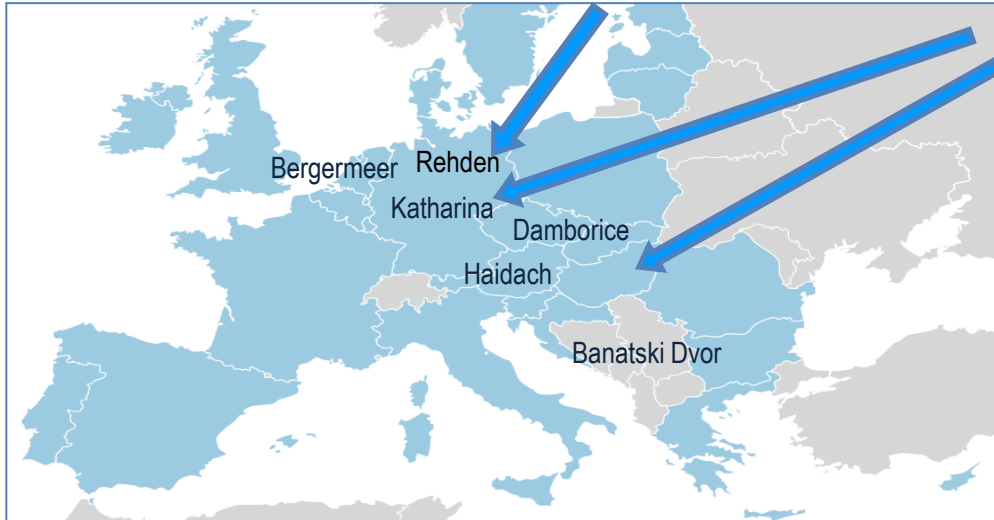 Bergermeer
Rehden
Katharina
Damborice
Haidach
Banatski Dvor